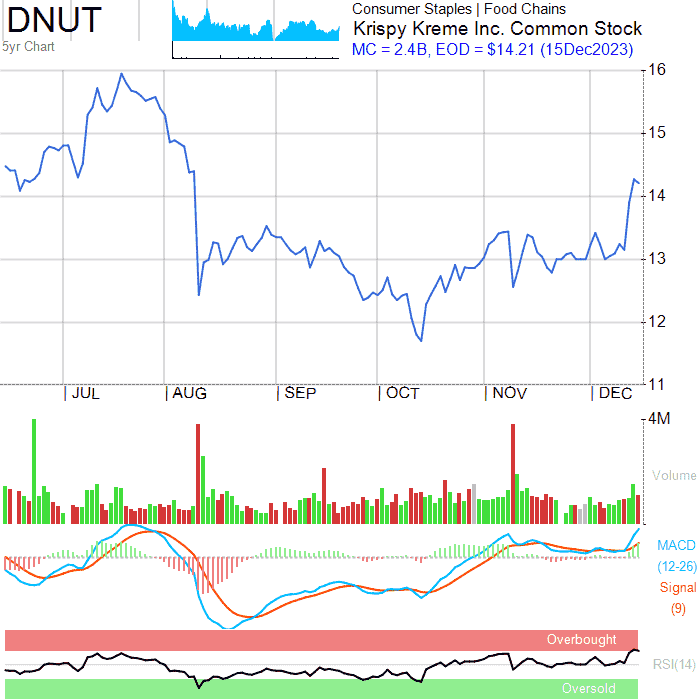 DNUT
5yr Chart
Consumer Staples | Food Chains
Krispy Kreme Inc. Common Stock
MC = 2.4B, EOD = $14.21 (15Dec2023)
16
15
14
13
12
11
JUL
AUG
SEP
OCT
NOV
DEC
4M
Volume
MACD
(12-26)
Signal
(9)
Overbought
RSI(14)
Oversold